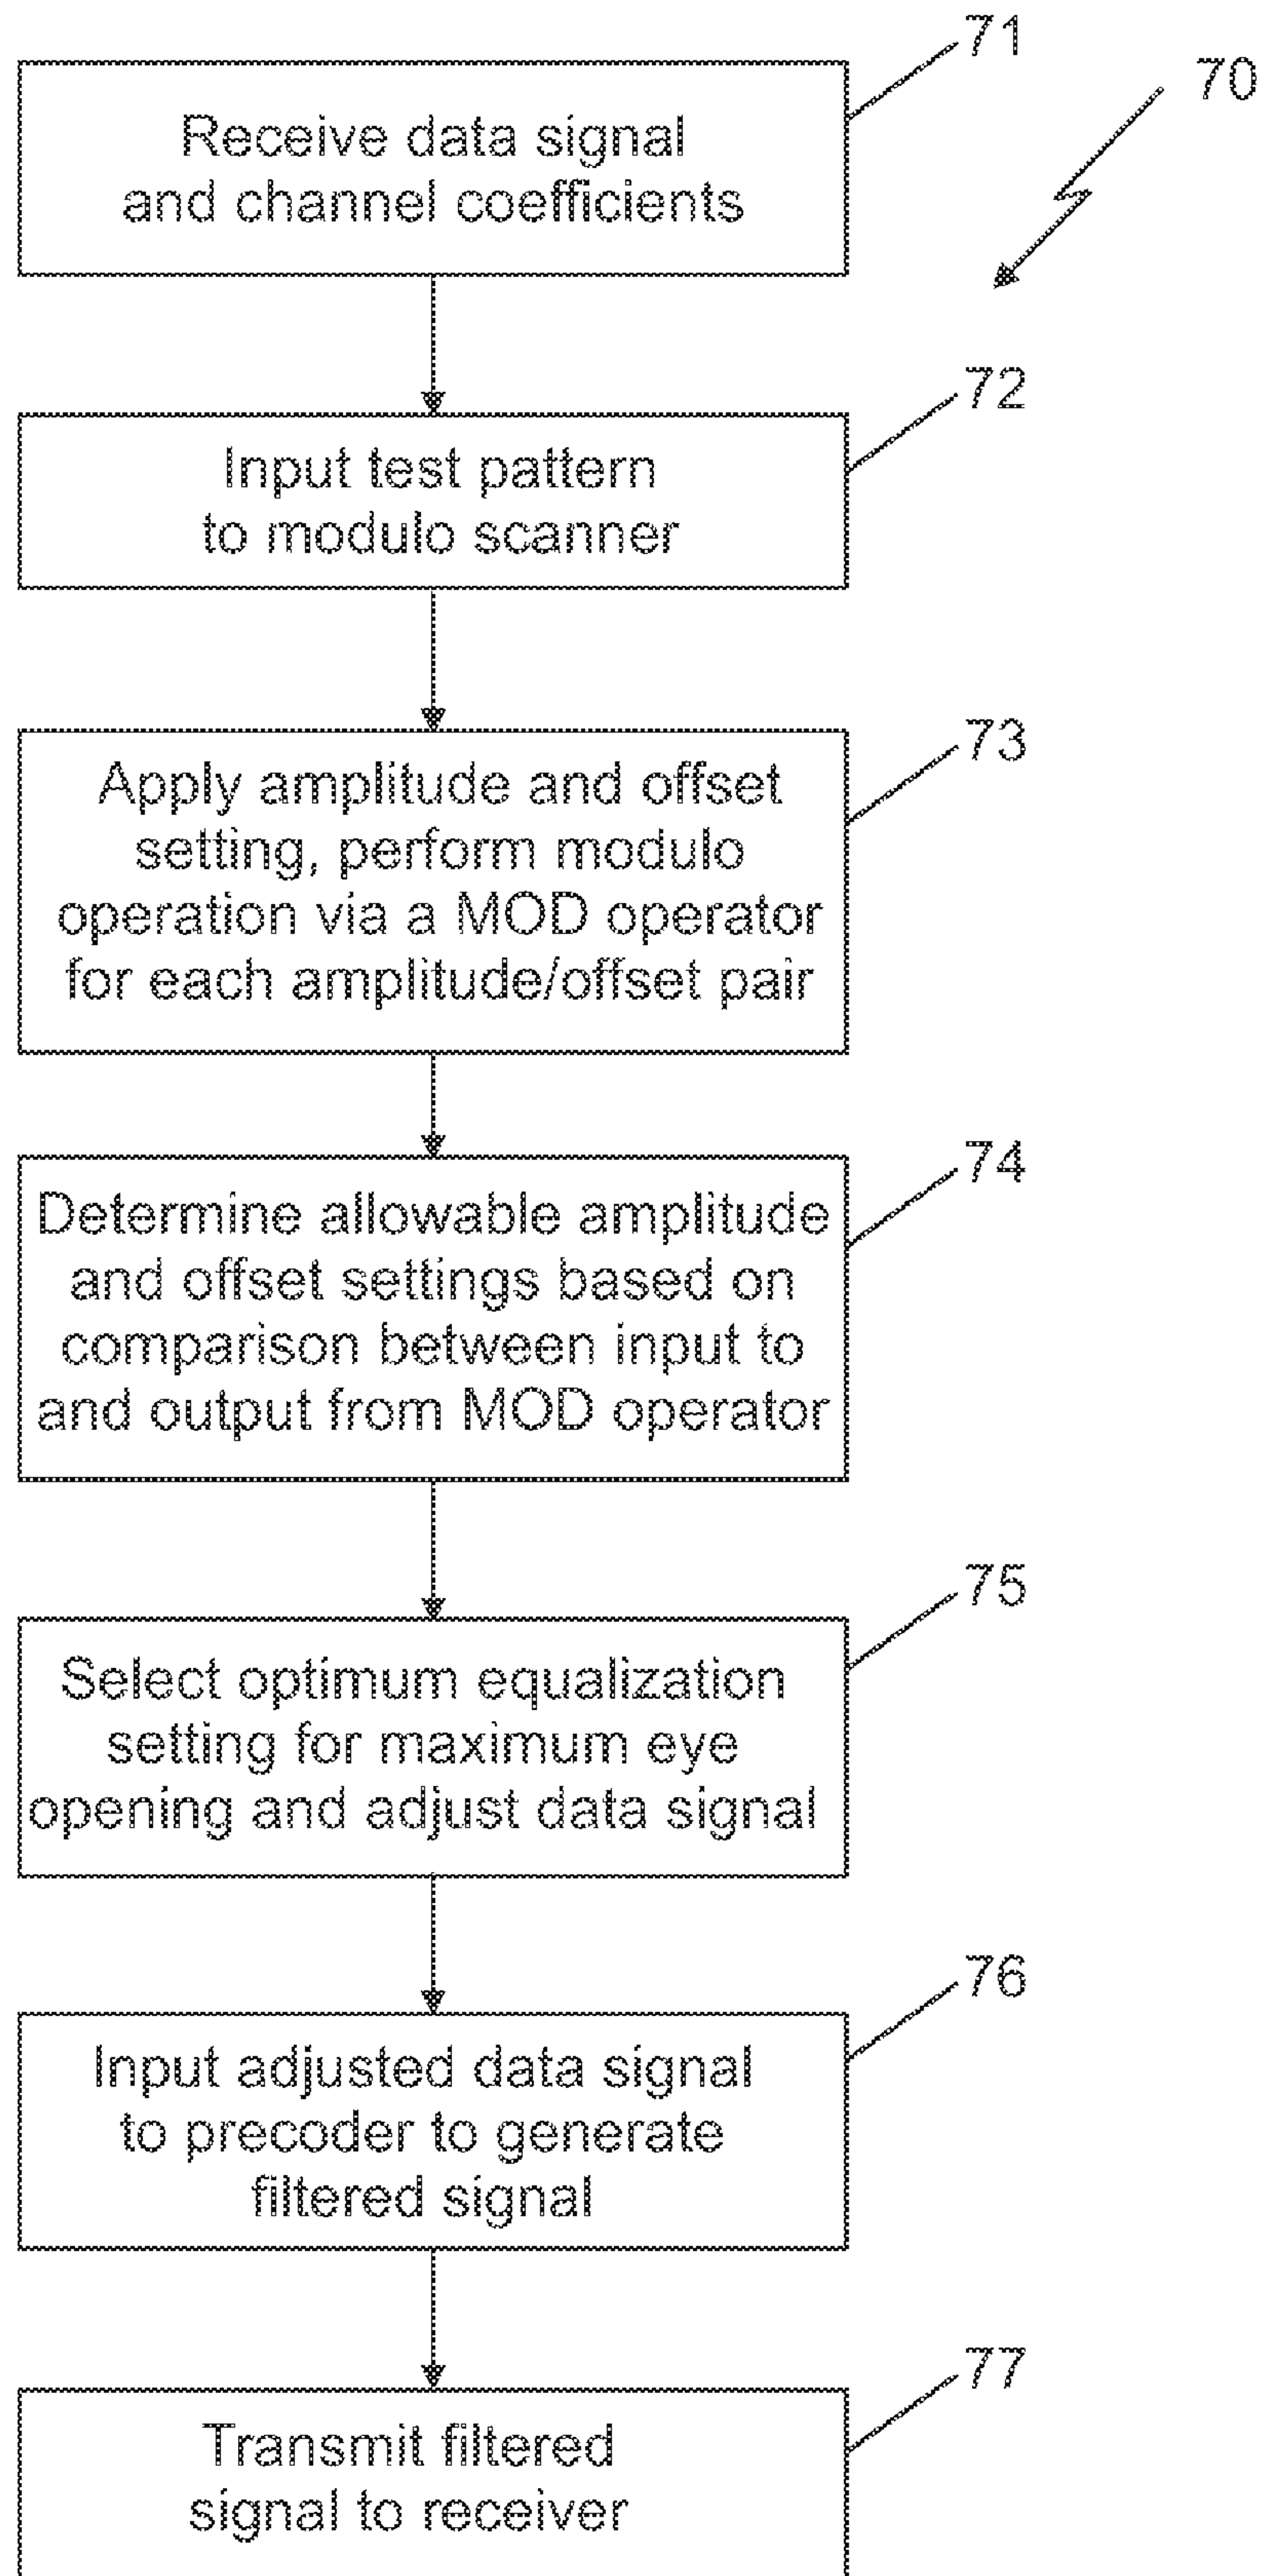 71
70
Receive data signal
and channel coefficients
72
Input test pattern
to modulo scanner
73
Apply amplitude and offset
setting, perform modulo
operation via a MOD operator
for each amplitude/offset pair
74
Determine allowable amplitude
and offset settings based on
comparison between input to
and output from MOD operator
75
Select optimum equalization
setting for maximum eye
opening and adjust data signal
76
Input adjusted data signal
to precoder to generate
filtered signal
77
Transmit filtered
signal to receiver